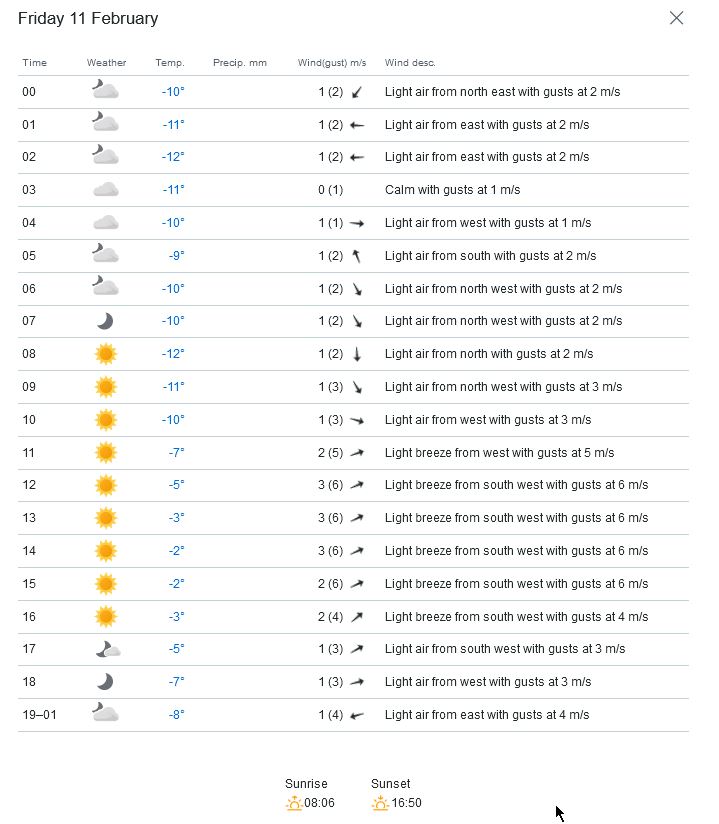 Friday 11 February
Time Weather Temp. Precip. mm Wind(gust) m/s Wind desc.
00 -10° 1 (2) Light air from north east with gusts at 2 m/s
01 -11° 1 (2) Light air from east with gusts at 2 m/s
02 -12° 1 (2) Light air from east with gusts at 2 m/s
03 -11° 0 (1) Calm with gusts at 1 m/s
04 -10° 1 (1) Light air from west with gusts at 1 m/s
05 -9° 1 (2) Light air from south with gusts at 2 m/s
06 -10° 1 (2) Light air from north west with gusts at 2 m/s
07 -10° 1 (2) Light air from north west with gusts at 2 m/s
08 -12° 1 (2) Light air from north with gusts at 2 m/s
09 -11° 1 (3) Light air from north west with gusts at 3 m/s
10 -10° 1 (3) Light air from west with gusts at 3 m/s
11 -7° 2 (5) Light breeze from west with gusts at 5 m/s
12 -5° 3 (6) Light breeze from south west with gusts at 6 m/s
13 -3° 3 (6) Light breeze from south west with gusts at 6 m/s
14 -2° 3 (6) Light breeze from south west with gusts at 6 m/s
15 -2° 2 (6) Light breeze from south west with gusts at 6 m/s
16 -3° 2 (4) Light breeze from south west with gusts at 4 m/s
17 -5° 1 (3) Light air from south west with gusts at 3 m/s
18 -7° 1 (3) Light air from west with gusts at 3 m/s
19–01 -8° 1 (4) Light air from east with gusts at 4 m/s
Sunrise Sunset
08:06 16:50